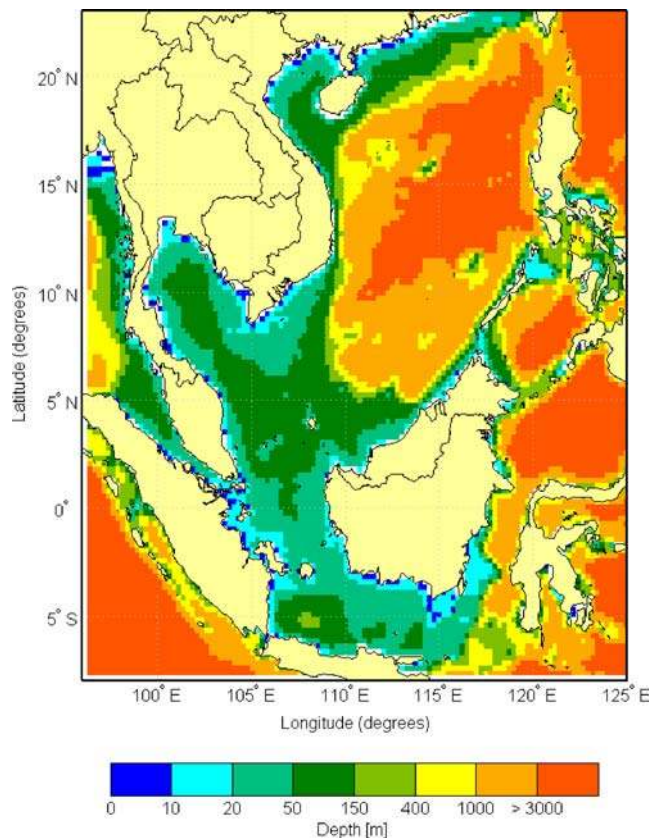 20° N
15° N
10° N
5° N
0°
5° S
Latitude (degrees)
100° E 105° E 110° E 115° E 120° E 125° E
Longitude (degrees)
0 10 20 50 150 400 1000 > 3000
Depth [m]